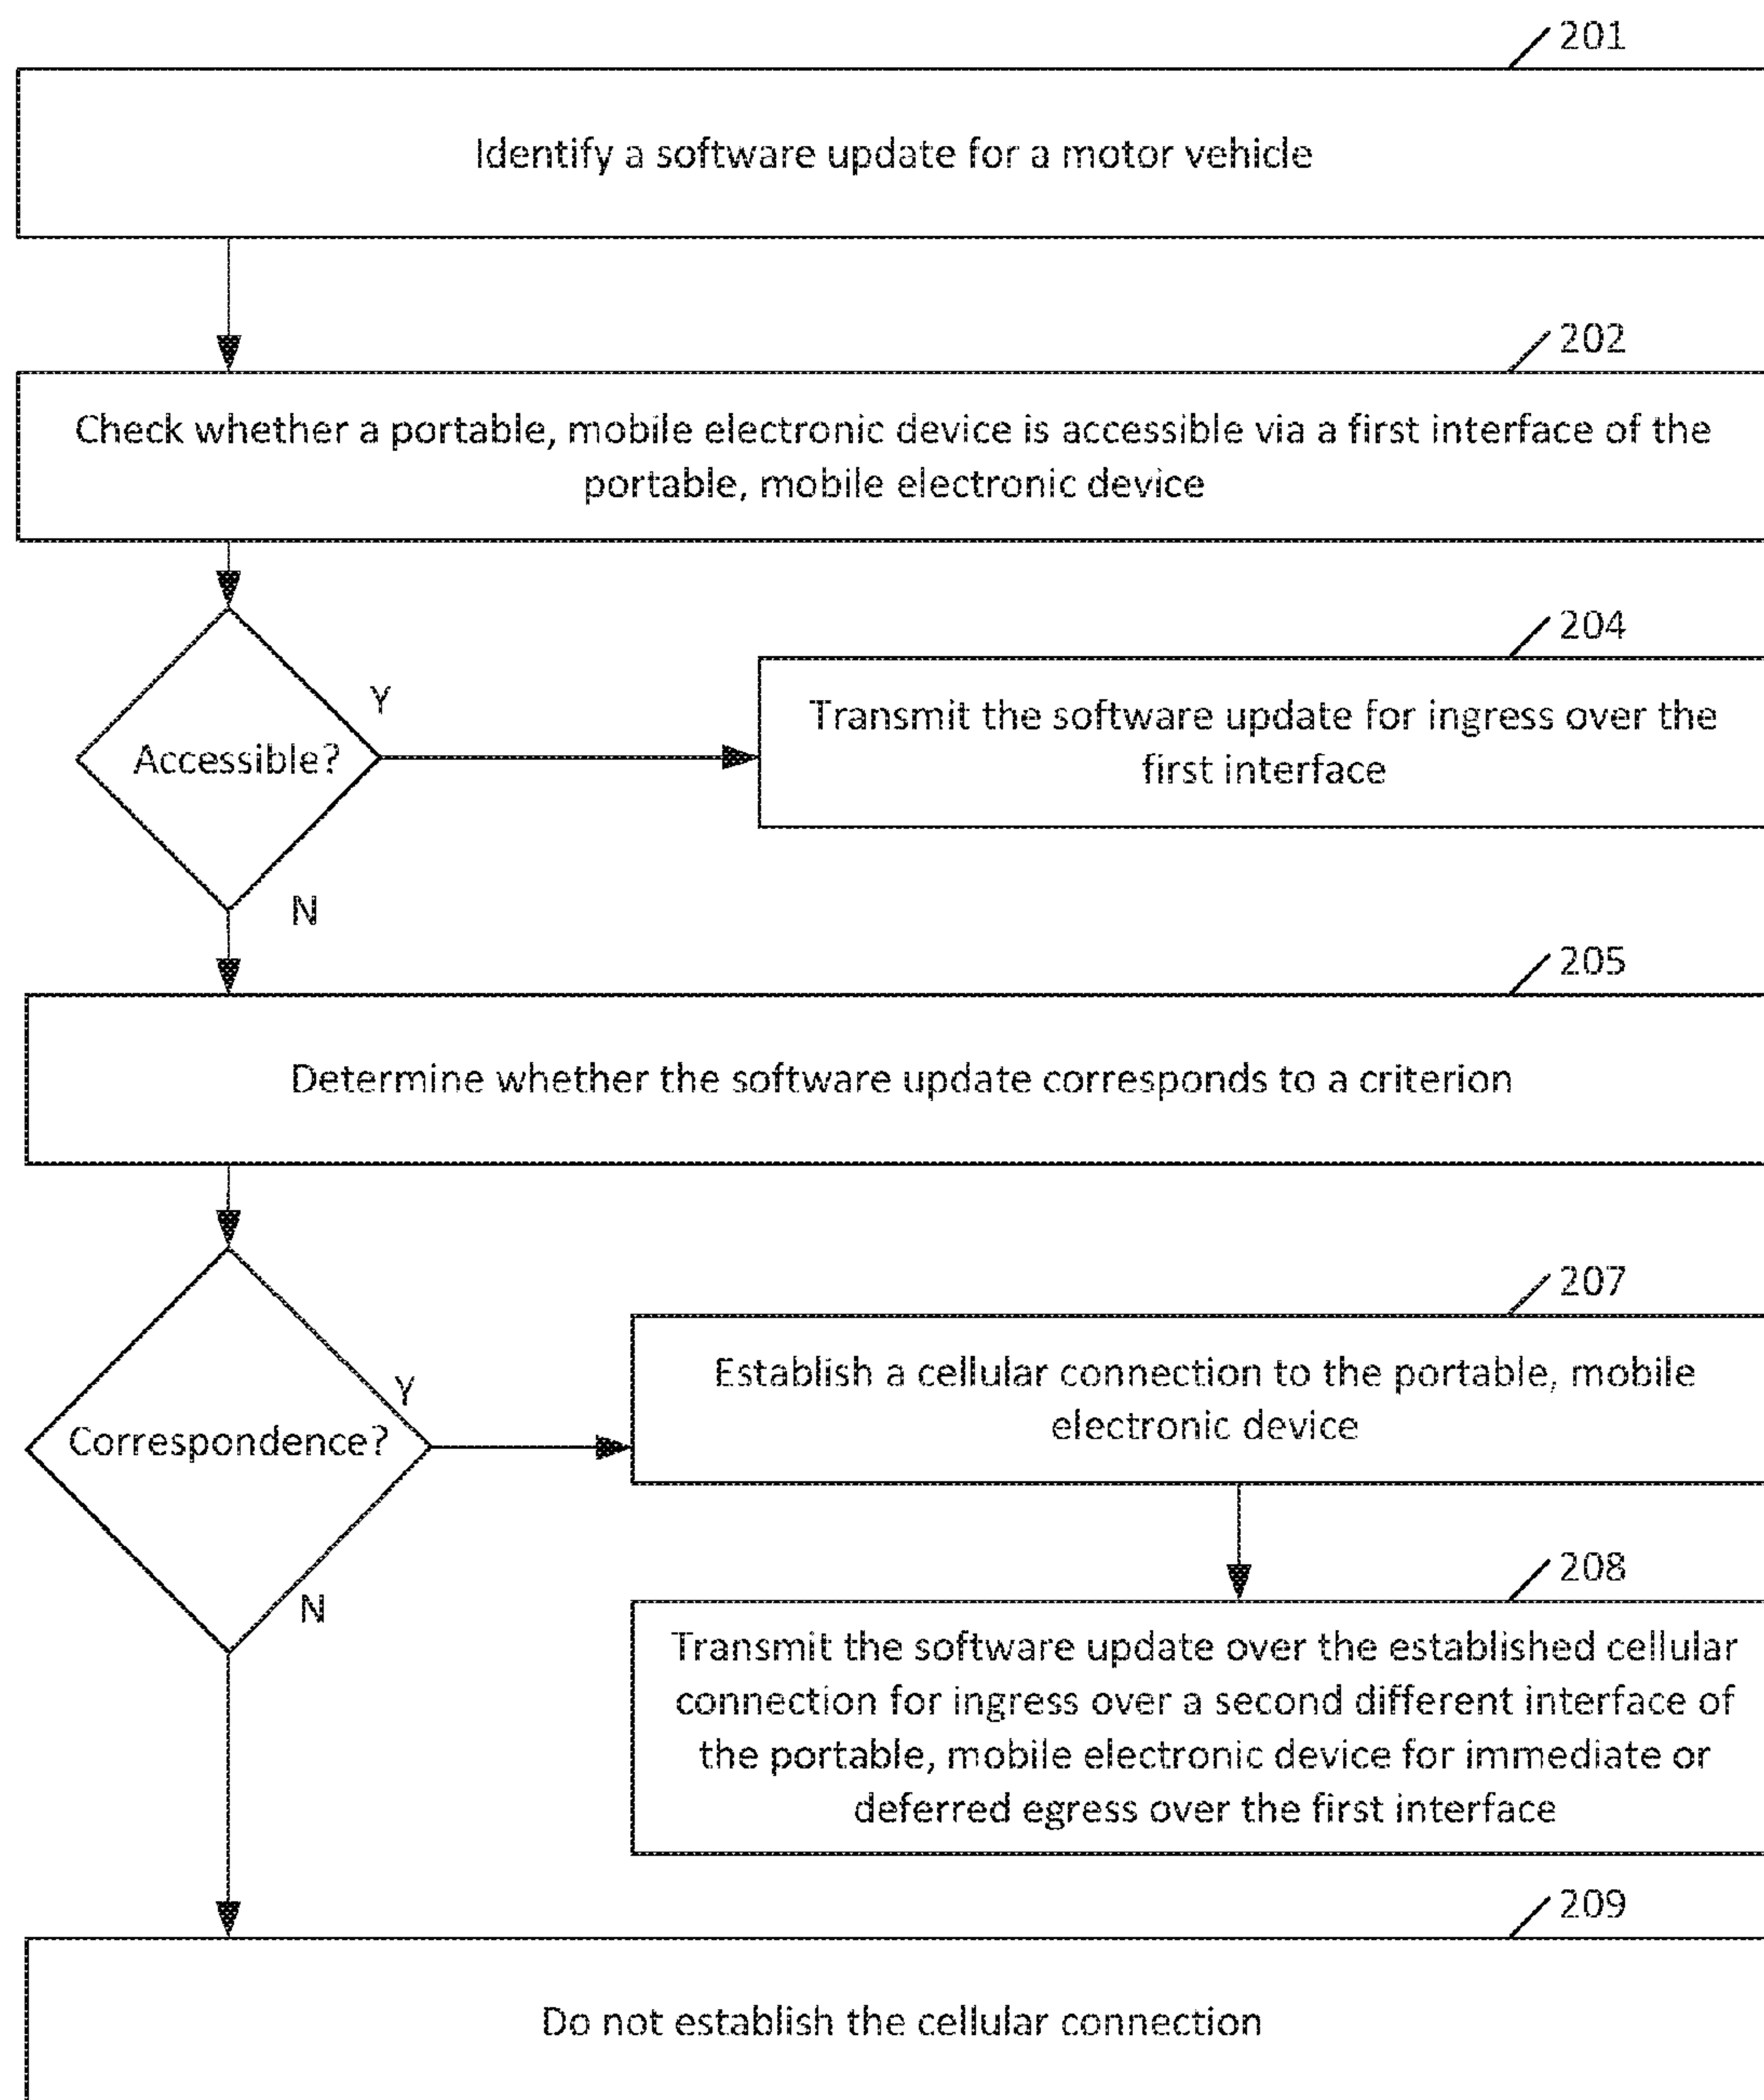 201
Identify a software update for a motor vehicle
202
Check whether a portable, mobile electronic device is accessible via a first interface of the
portable, mobile electronic device
204
Y
Transmit the software update for ingress over the
first interface
Accessible?
N
205
Determine whether the software update corresponds to a criterion
207
Establish a cellular connection to the portable, mobile
electronic device
Y
Correspondence?
N
208
Transmit the software update over the established cellular
connection for ingress over a second different interface of
the portable, mobile electronic device for immediate or
deferred egress over the first interface
209
Do not establish the cellular connection